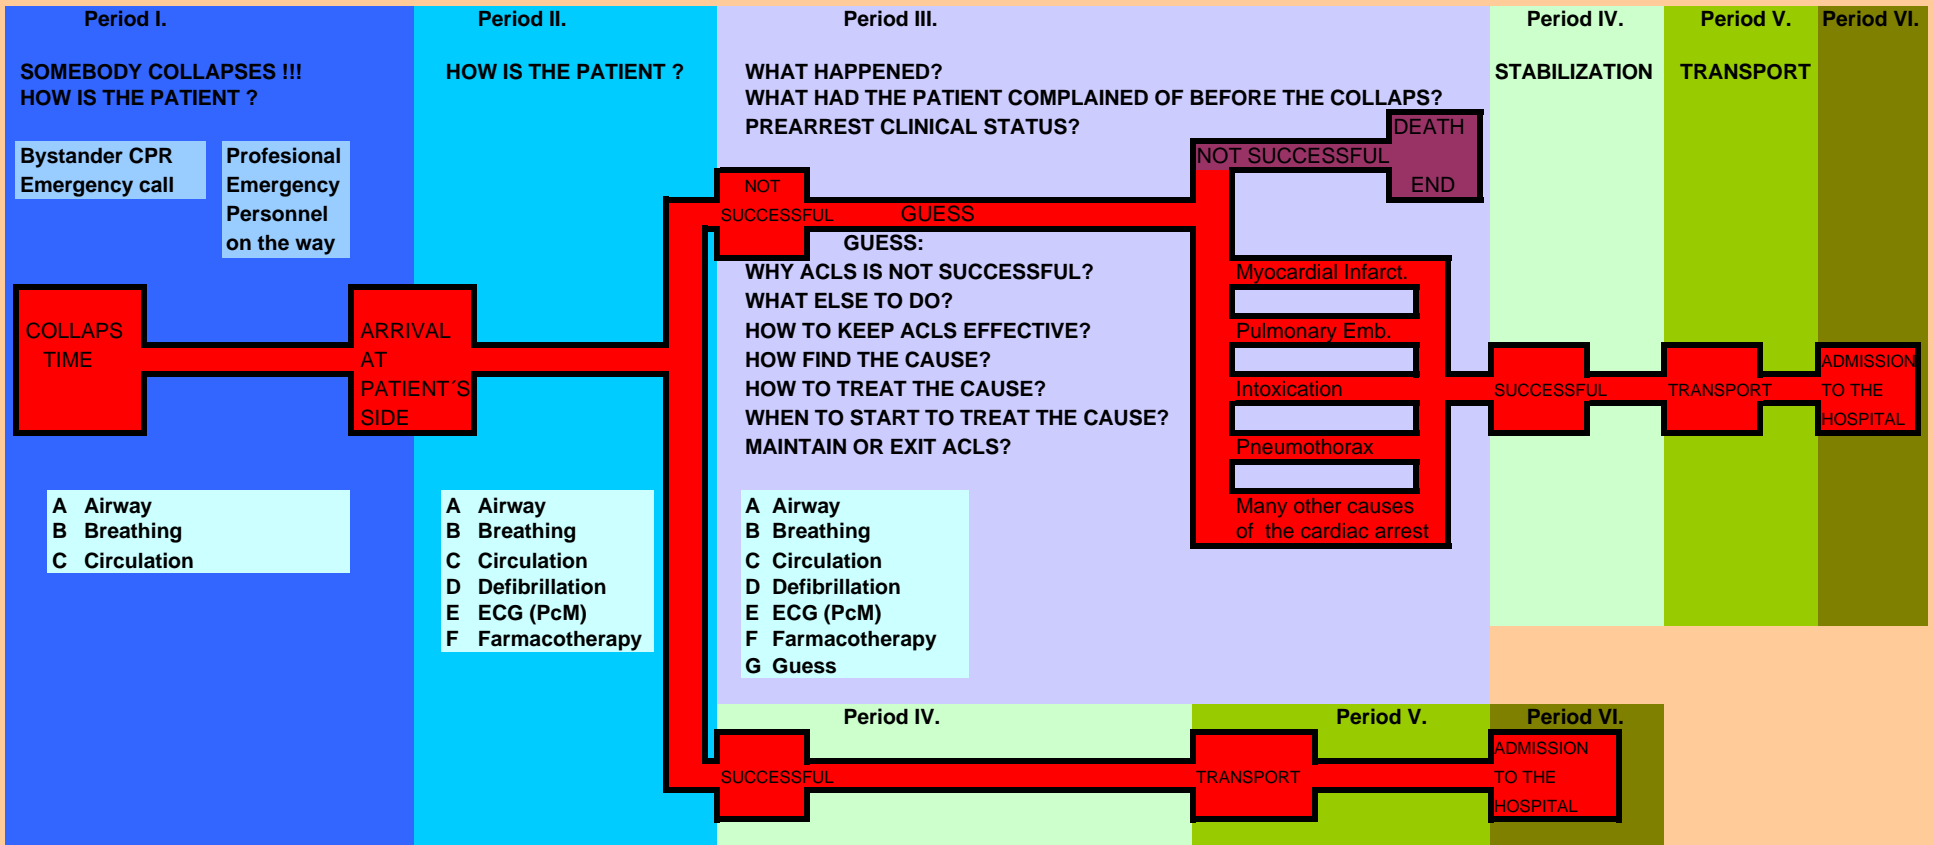 Period I.
SOMEBODY COLLAPSES !!!
HOW IS THE PATIENT ?
Bystander CPR
Emergency call
Profesional
Emergency
Personnel
on the way
COLLAPS
TIME
ARRIVAL
AT
PATIENT´S
SIDE
A Airway
B Breathing
C Circulation
Period II.
HOW IS THE PATIENT ?
A Airway
B Breathing
C Circulation
D Defibrillation
E ECG (PcM)
F Farmacotherapy
Period III.
WHAT HAPPENED?
WHAT HAD THE PATIENT COMPLAINED OF BEFORE THE COLLAPS?
PREARREST CLINICAL STATUS?
NOT
SUCCESSFUL
GUESS
GUESS:
WHY ACLS IS NOT SUCCESSFUL?
WHAT ELSE TO DO?
HOW TO KEEP ACLS EFFECTIVE?
HOW FIND THE CAUSE?
HOW TO TREAT THE CAUSE?
WHEN TO START TO TREAT THE CAUSE?
MAINTAIN OR EXIT ACLS?
A Airway
B Breathing
C Circulation
D Defibrillation
E ECG (PcM)
F Farmacotherapy
G Guess
NOT SUCCESSFUL
DEATH
END
Myocardial Infarct.
Pulmonary Emb.
Intoxication
Pneumothorax
Many other causes
of the cardiac arrest
Period IV.
STABILIZATION
SUCCESSFUL
Period V.
TRANSPORT
TRANSPORT
Period VI.
ADMISSION
TO THE
HOSPITAL
Period IV.
SUCCESSFUL
Period V.
TRANSPORT
Period VI.
ADMISSION
TO THE
HOSPITAL